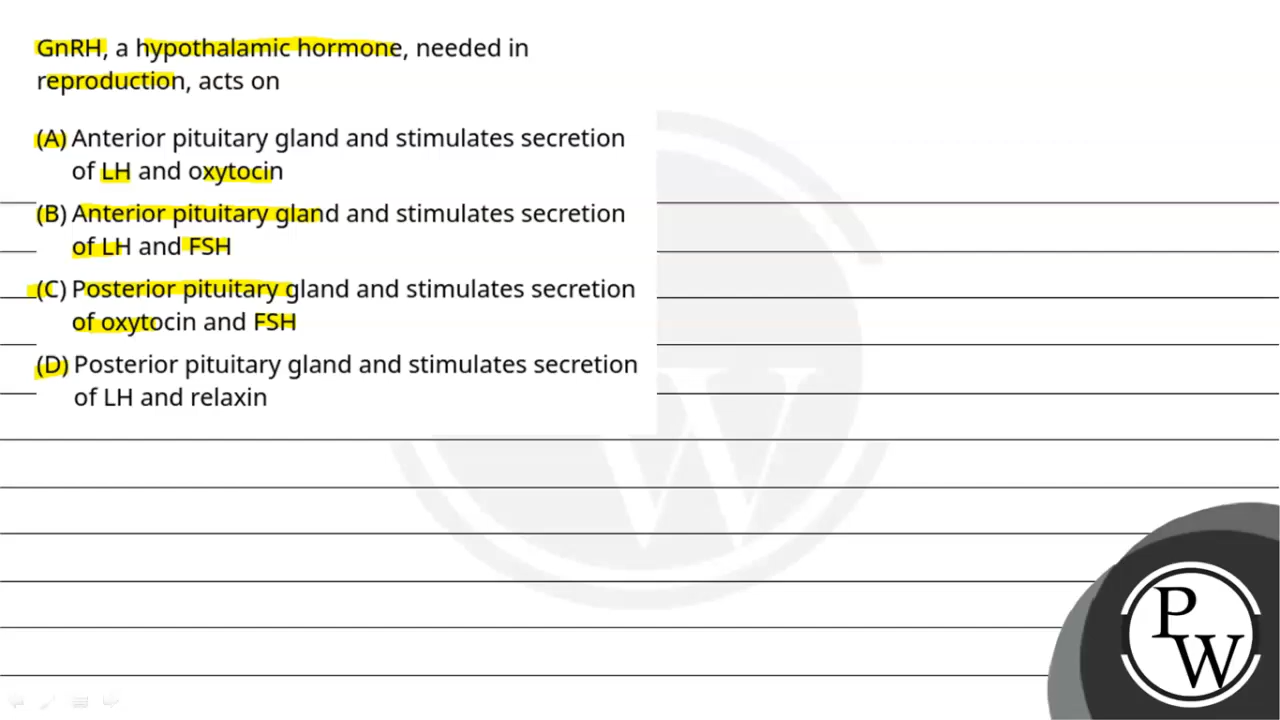 GnRH, a hypothalamic hormone, needed in
reproduction, acts on
(A) Anterior pituitary gland and stimulates secretion
of LH and oxytocin
(B) Anterior pituitary gland and stimulates secretion
of LH and FSH
(C) Posterior pituitary gland and stimulates secretion
of oxytocin and FSH
(D) Posterior pituitary gland and stimulates secretion
of LH and relaxin
P
W